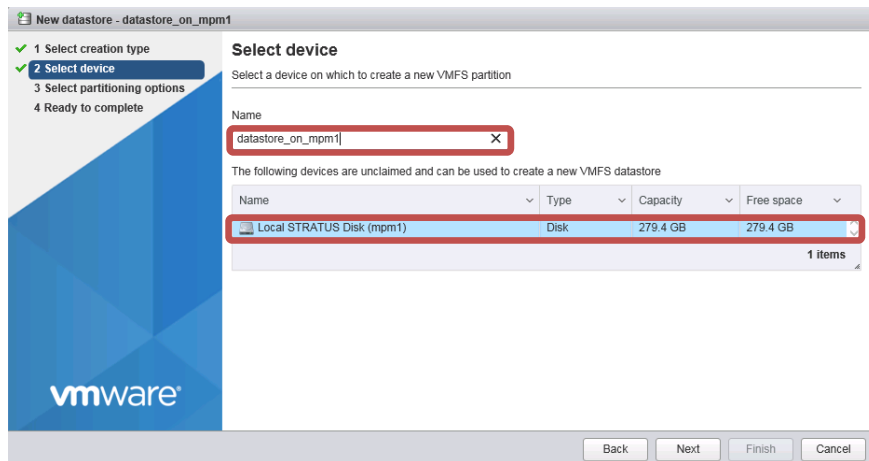 New datastore - datastore_on_mpm1
1 Select creation type
2 Select device
3 Select partitioning options
4 Ready to complete
Select device
Select a device on which to create a new VMFS partition
Name
datastore_on_mpm1
The following devices are unclaimed and can be used to create a new VMFS datastore
Name Type Capacity Free space
Local STRATUS Disk (mpm1) Disk 279.4 GB 279.4 GB
1 items
vmware®
Back Next Finish Cancel